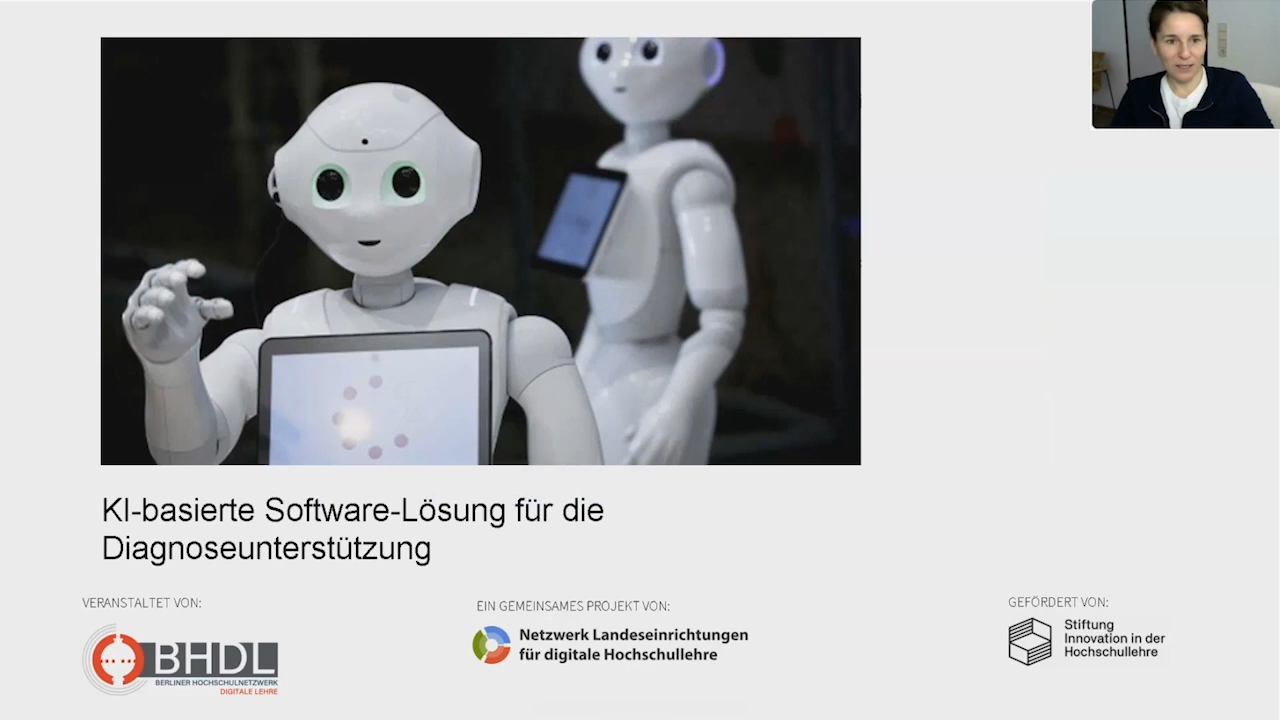 KI-basierte Software-Lösung für die
Diagnoseunterstützung
VERANSTALTET VON:
BHDL
BERLINER HOCHSCHULNETZWERK
DIGITALE LEHRE
EIN GEMEINSAMES PROJEKT VON:
Netzwerk Landeseinrichtungen
für digitale Hochschullehre
GEFÖRDERT VON:
Stiftung
Innovation in der
Hochschullehre